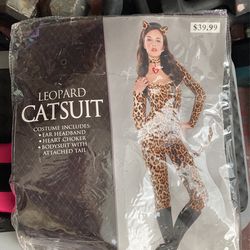 $39.99
LEOPARD
CATSUIT
COSTUME INCLUDES:
• EAR HEADBAND
• HEART CHOKER
• BODYSUIT WITH
ATTACHED TAIL